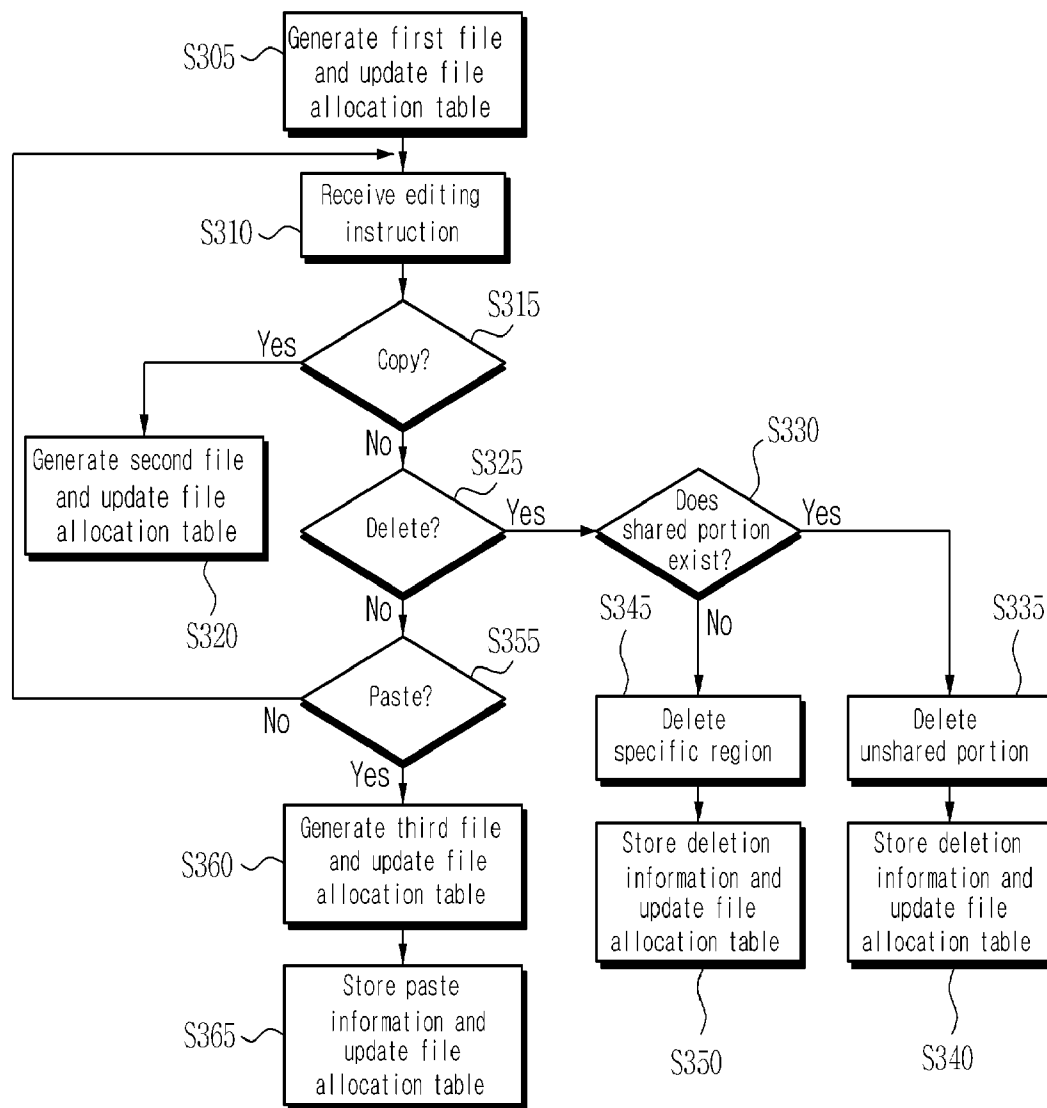 S305
Generate first file
and update file
allocation table
S310
Receive editing
instruction
S315
Copy?
Yes
No
Generate second file
and update file
allocation table
S320
S325
Delete?
Yes
No
S330
Does
shared portion
exist?
Yes
No
S355
Paste?
No
Yes
S345
Delete
specific region
S335
Delete
unshared portion
S360
Generate third file
and update file
allocation table
Store deletion
information and
update file
allocation table
S350
Store deletion
information and
update file
allocation table
S340
S365
Store paste
information and
update file
allocation table